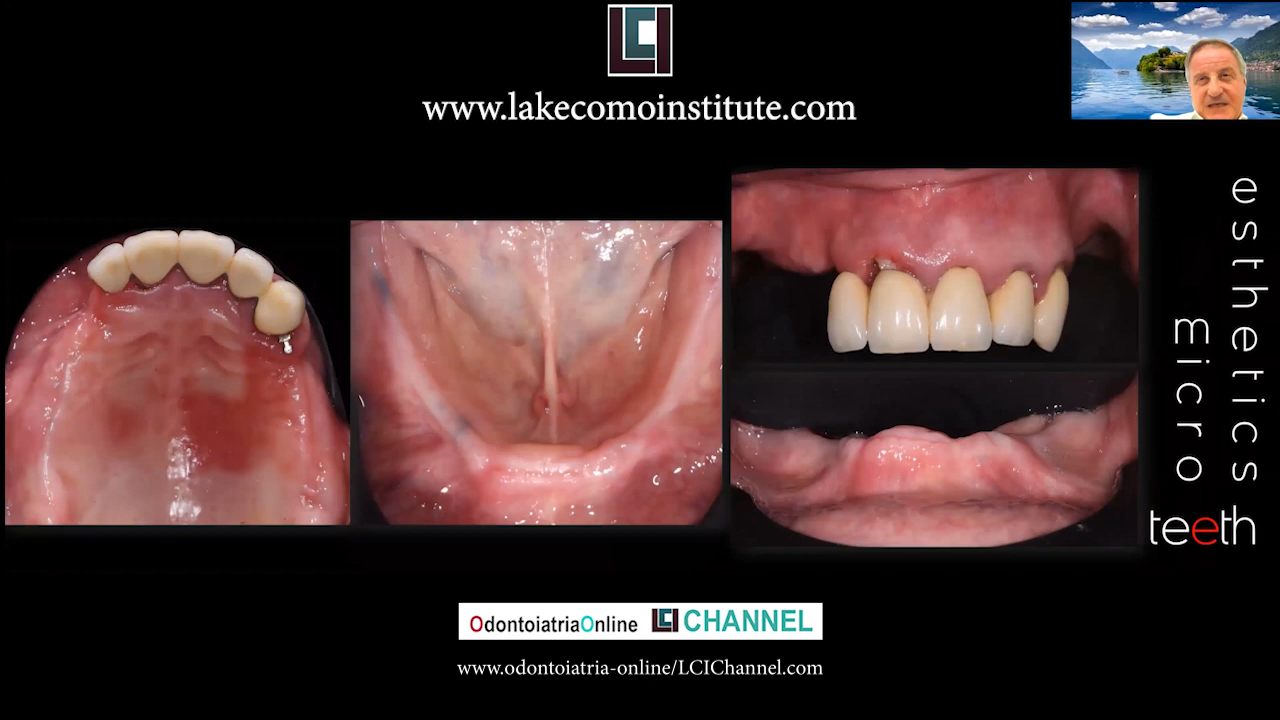 LCI
www.lakecomoinstitute.com
esthetics
micro
teeth
OdontoiatriaOnline LCI CHANNEL
www.odontoiatria-online/LCIChannel.com